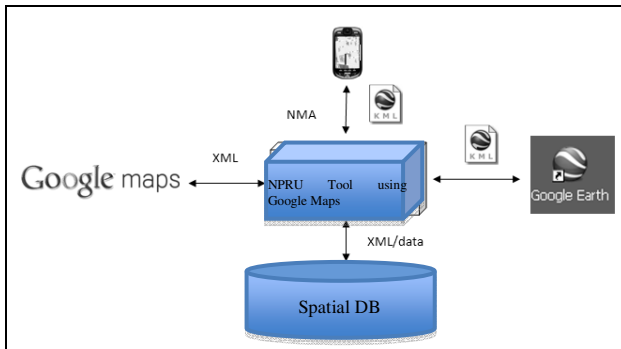 KML
NMA
KML
XML
Google maps
NPRU Tool using
Google Maps
Google Earth
XML/data
Spatial DB